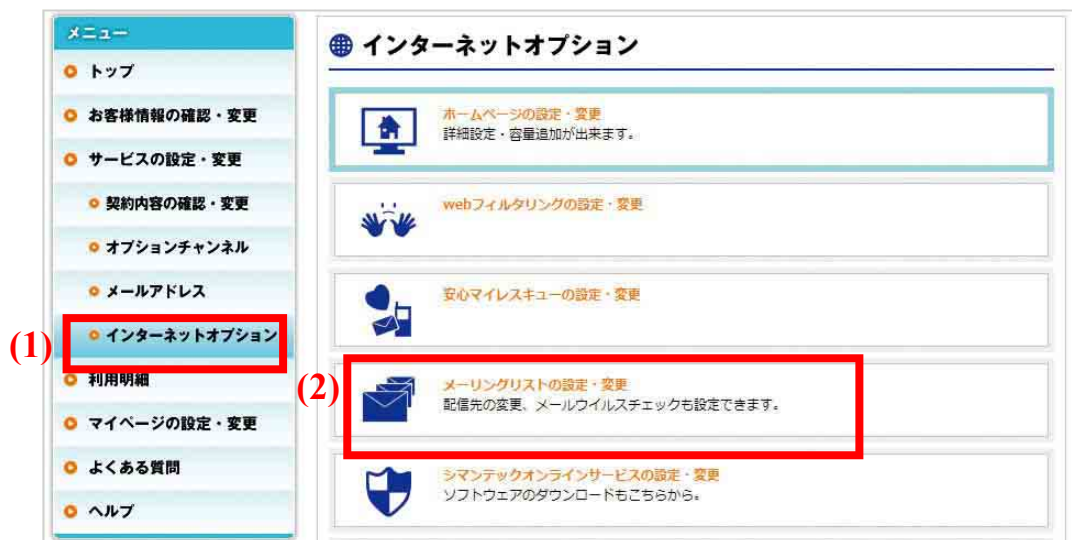 メニュー
トップ
お客様情報の確認・変更
サービスの設定・変更
契約内容の確認・変更
オプションチャンネル
メールアドレス
(1)
インターネットオプション
利用明細
マイページの設定・変更
よくある質問
ヘルプ
インターネットオプション
ホームページの設定・変更
詳細設定・容量追加が出来ます。
webフィルタリングの設定・変更
安心マイレスキューの設定・変更
(2)
メーリングリストの設定・変更
配信先の変更、メールウイルスチェックも設定できます。
シマンテックオンラインサービスの設定・変更
ソフトウェアのダウンロードもこちらから。